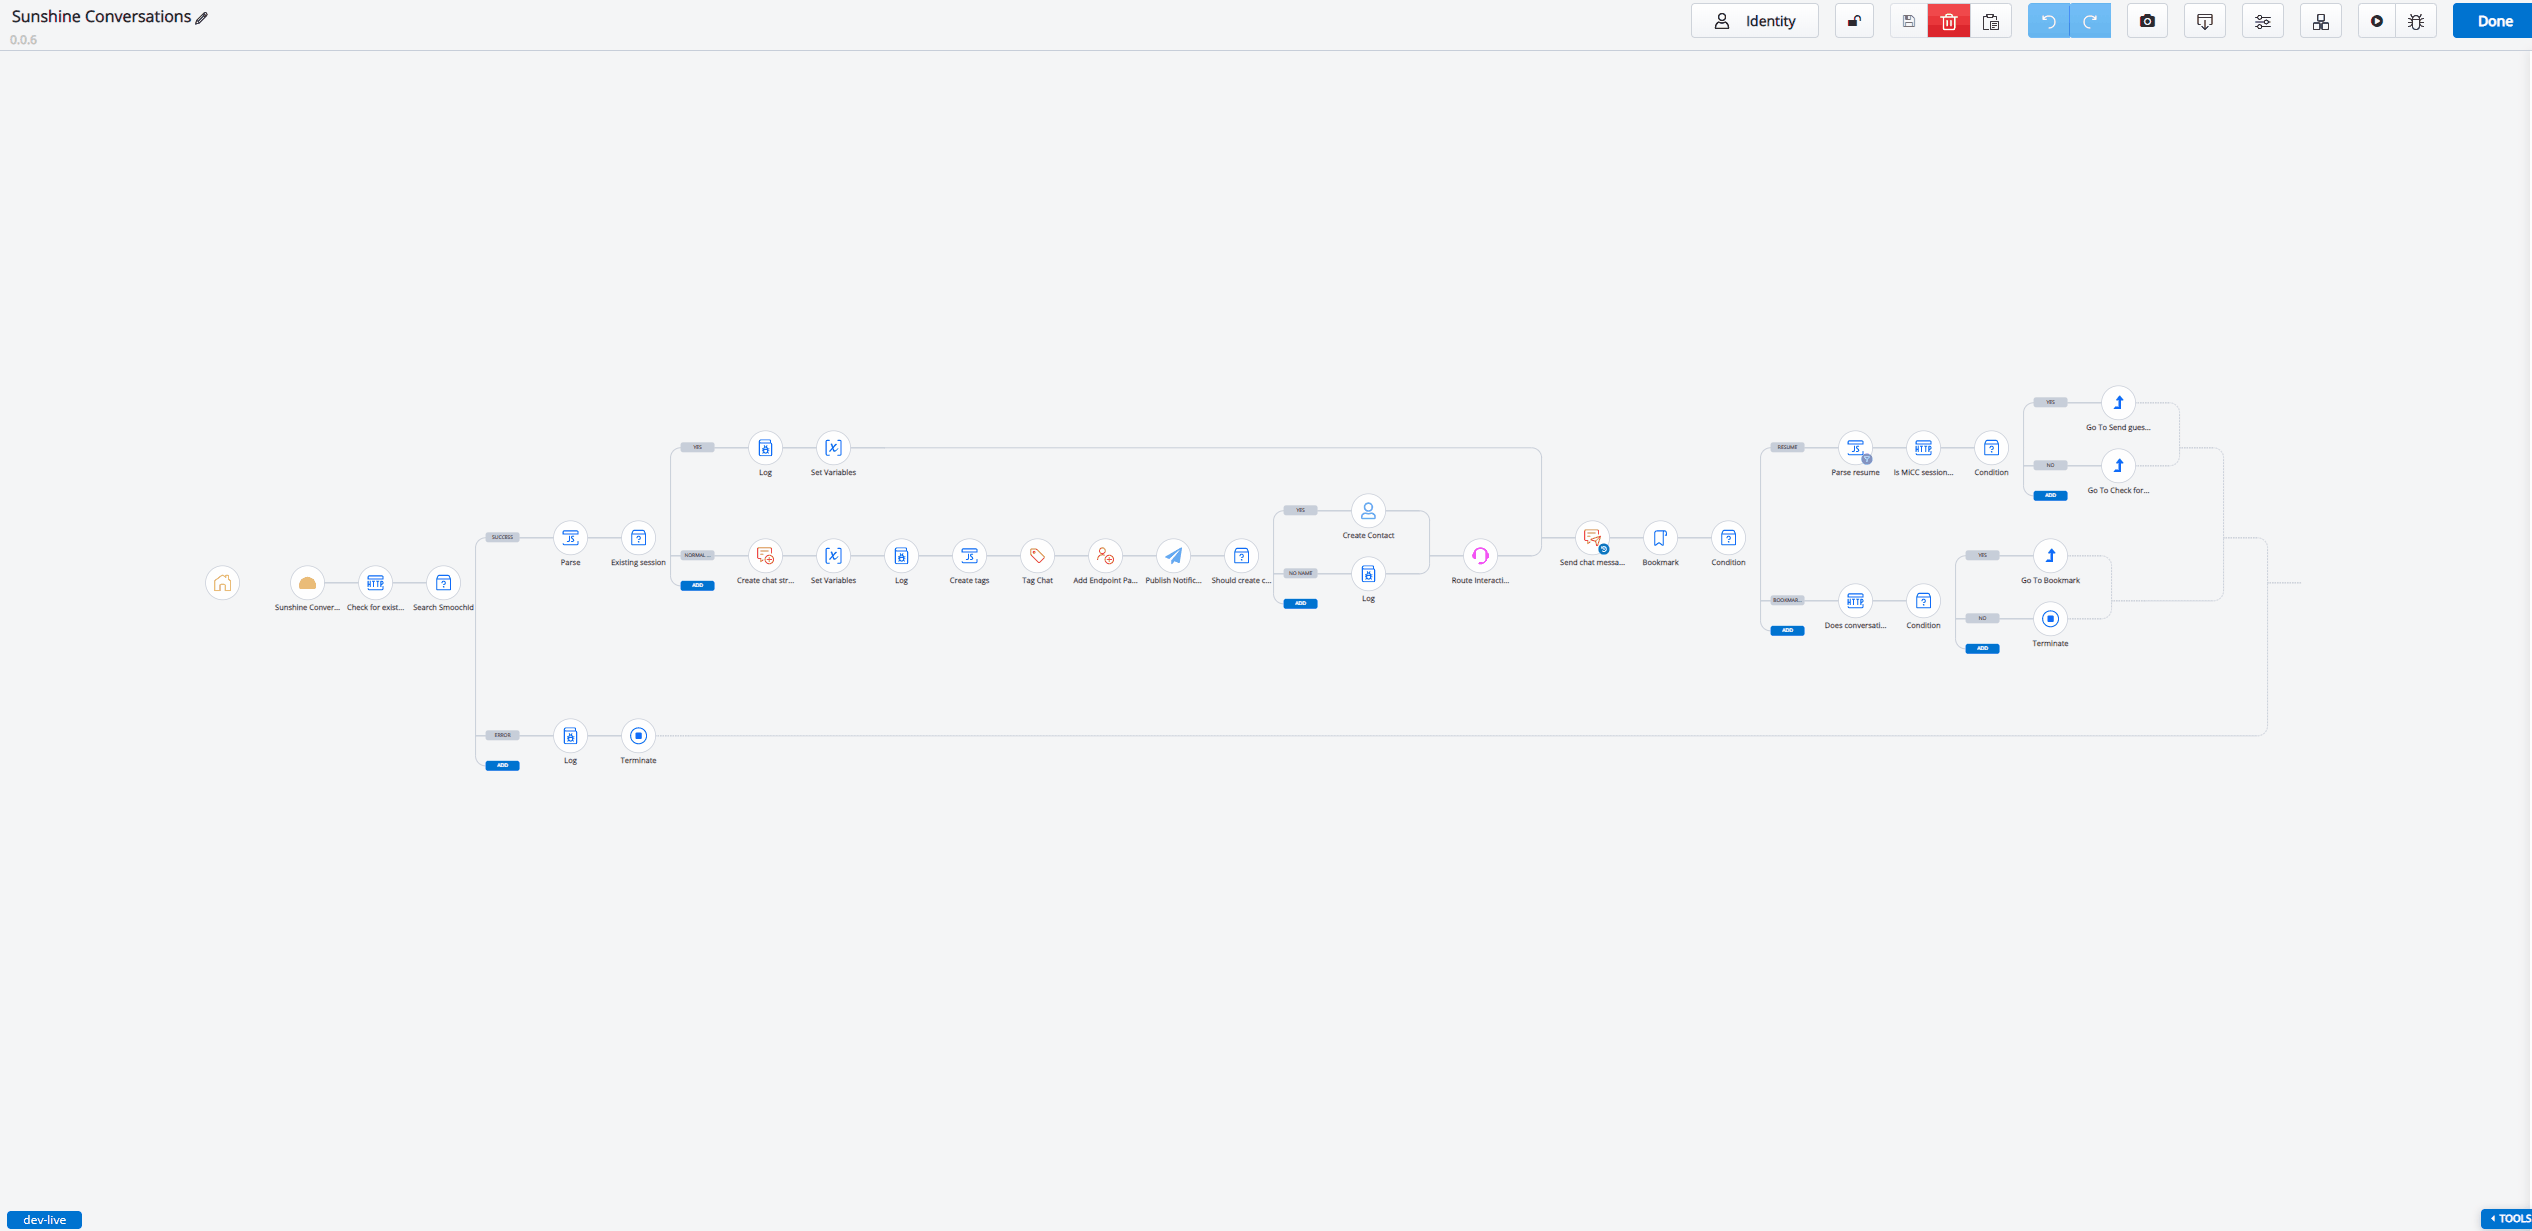 Sunshine Conversations
0.0.6
Identity
Done
YES
Log
Set Variables
SUCCESS
Parse
Existing session
NORMAL ...
ADD
Create chat str...
Set Variables
Log
Create tags
Tag Chat
Add Endpoint Pa...
Publish Notific...
Should create c...
YES
Create Contact
NO NAME
Log
ADD
Route Interacti...
Send chat messa...
Bookmark
Condition
RESUME
Parse resume
Is MiCC session...
Condition
YES
Go To Send gues...
NO
Go To Check for...
ADD
BOOKMAR...
Does conversati...
Condition
ADD
YES
Go To Bookmark
NO
Terminate
ADD
Sunshine Conver...
HTTP
Check for exist...
Search SmoochId
ERROR
Log
Terminate
ADD
dev-live
TOOLS